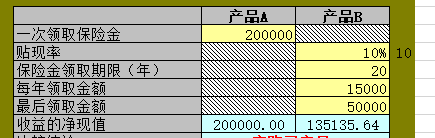 产品A 产品B
一次领取保险金 200000
贴现率 10% 10
保险金领取期限（年） 20
每年领取金额 15000
最后领取金额 50000
收益的净现值 200000.00 135135.64